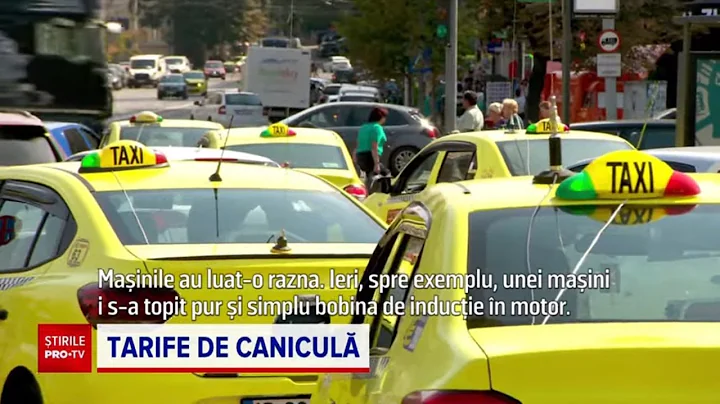 TAXI
TAXI
TAXI
TAXI
TAXI
Mașinile au luat-o razna. Ieri, spre exemplu, unei mașini
i s-a topit pur și simplu bobina de inducție în motor.
ȘTIRILE
PRO•TV
TARIFE DE CANICULĂ